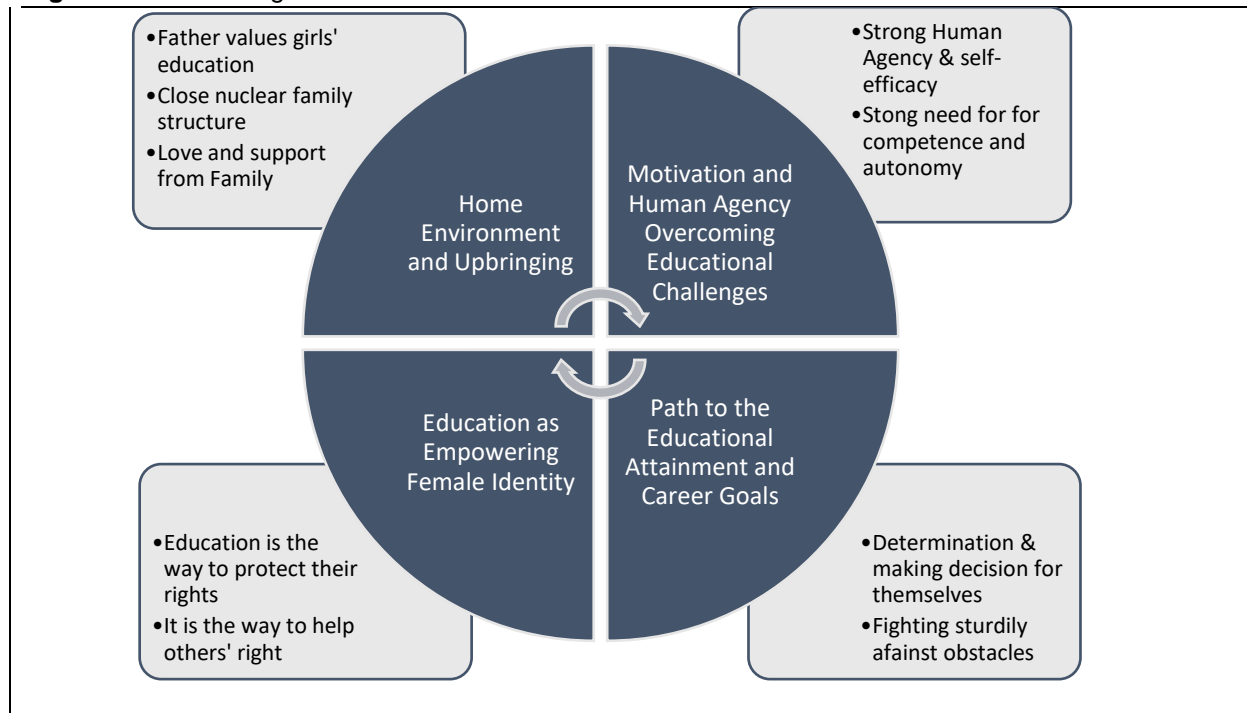 •Father values girls'
education
•Close nuclear family
structure
•Love and support
from Family
•Strong Human
Agency & self-
efficacy
•Stong need for for
competence and
autonomy
Home
Environment
and Upbringing
Motivation and
Human Agency
Overcoming
Educational
Challenges
Education as
Empowering
Female Identity
Path to the
Educational
Attainment and
Career Goals
•Education is the
way to protect their
rights
•It is the way to help
others' right
•Determination &
making decision for
themselves
•Fighting sturdily
afainst obstacles